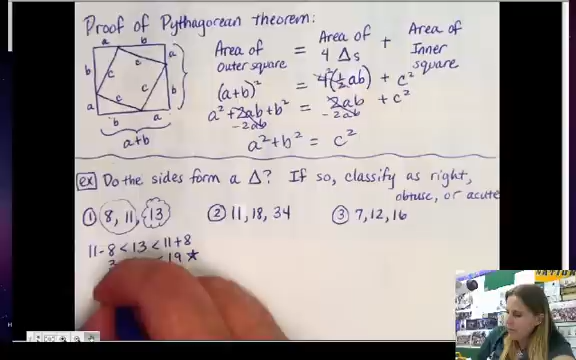 Proof of Pythagorean theorem:
a b
b a
c c
c c
a b
b a
a+b
Area of Outer square = Area of 4 Δs + Area of Inner square
(a+b)² = 4²(½ab) + c²
a² + 2ab + b² = 2ab + c²
-2ab -2ab
a² + b² = c²
ex Do the sides form a Δ? If so, classify as right,
obtuse, or acute
① 8, 11, 13 ② 11, 18, 34 ③ 7, 12, 16
11-8 < 13 < 11+8
< 19 ★